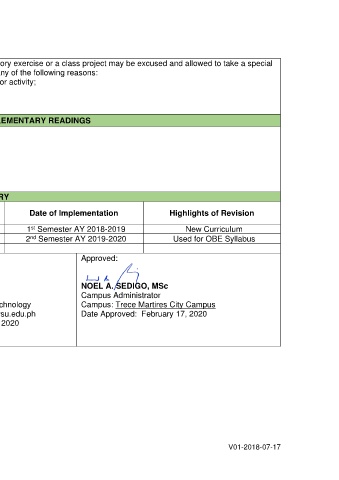 ory exercise or a class project may be excused and allowed to take a special
ny of the following reasons:
or activity;
EMENTARY READINGS
RY
Date of Implementation Highlights of Revision
1st Semester AY 2018-2019 New Curriculum
2nd Semester AY 2019-2020 Used for OBE Syllabus
Approved:
NOEL A. SEDIGO, MSc
Campus Administrator
chnology Campus: Trece Martires City Campus
su.edu.ph Date Approved: February 17, 2020
2020
V01-2018-07-17